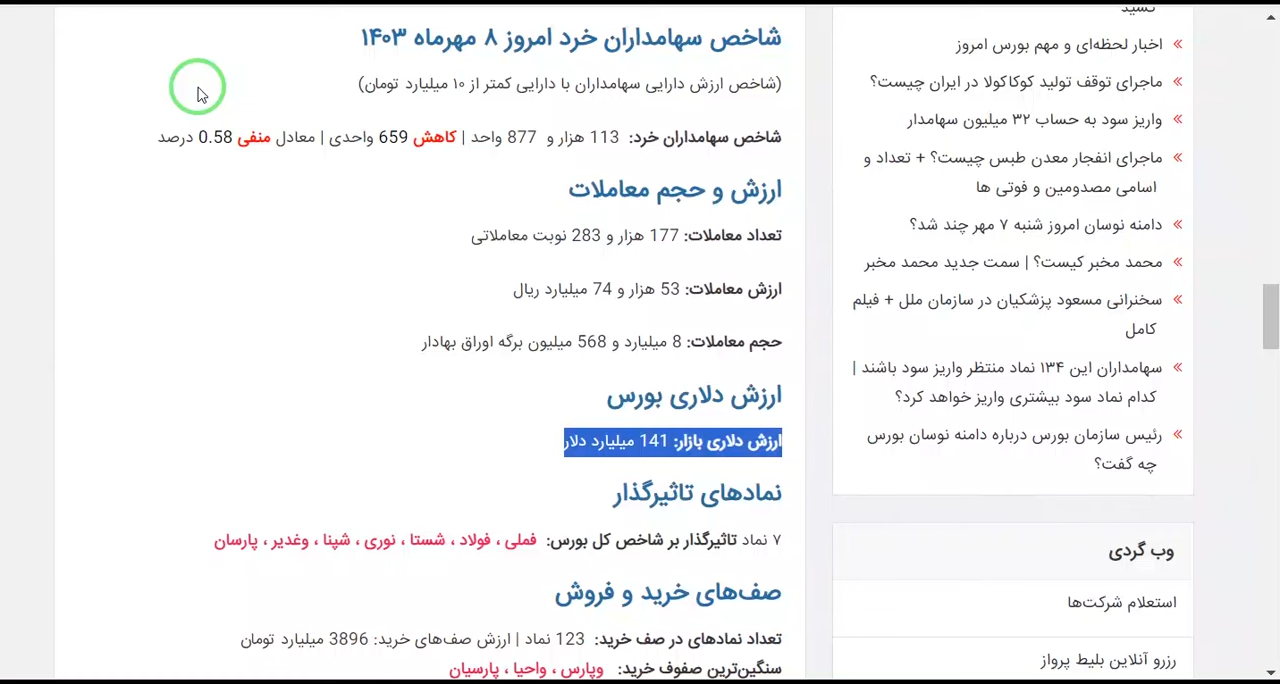 شاخص سهامداران خرد امروز ۸ مهرماه ۱۴۰۳
(شاخص ارزش دارایی سهامداران با دارایی کمتر از ۱۰ میلیارد تومان)
شاخص سهامداران خرد: 113 هزار و 877 واحد | کاهش 659 واحدی | معادل منفی 0.58 درصد
ارزش و حجم معاملات
تعداد معاملات: 177 هزار و 283 نوبت معاملاتی
ارزش معاملات: 53 هزار و 74 میلیارد ریال
حجم معاملات: 8 میلیارد و 568 میلیون برگه اوراق بهادار
ارزش دلاری بورس
ارزش دلاری بازار: 141 میلیارد دلار
نمادهای تاثیرگذار
۷ نماد تاثیرگذار بر شاخص کل بورس: فملی ، فولاد ، شستا ، نوری ، شپنا ، وغدیر ، پارسان
صف‌های خرید و فروش
تعداد نمادهای در صف خرید: 123 نماد | ارزش صف‌های خرید: 3896 میلیارد تومان
سنگین‌ترین صفوف خرید: وپارس ، واحیا ، پارسیان
« اخبار لحظه‌ای و مهم بورس امروز
« ماجرای توقف تولید کوکاکولا در ایران چیست؟
« واریز سود به حساب ۳۲ میلیون سهامدار
« ماجرای انفجار معدن طبس چیست؟ + تعداد و
اسامی مصدومین و فوتی ها
« دامنه نوسان امروز شنبه ۷ مهر چند شد؟
« محمد مخبر کیست؟ | سمت جدید محمد مخبر
« سخنرانی مسعود پزشکیان در سازمان ملل + فیلم
کامل
« سهامداران این ۱۳۴ نماد منتظر واریز سود باشند |
کدام نماد سود بیشتری واریز خواهد کرد؟
« رئیس سازمان بورس درباره دامنه نوسان بورس
چه گفت؟
وب گردی
استعلام شرکت‌ها
رزرو آنلاین بلیط پرواز